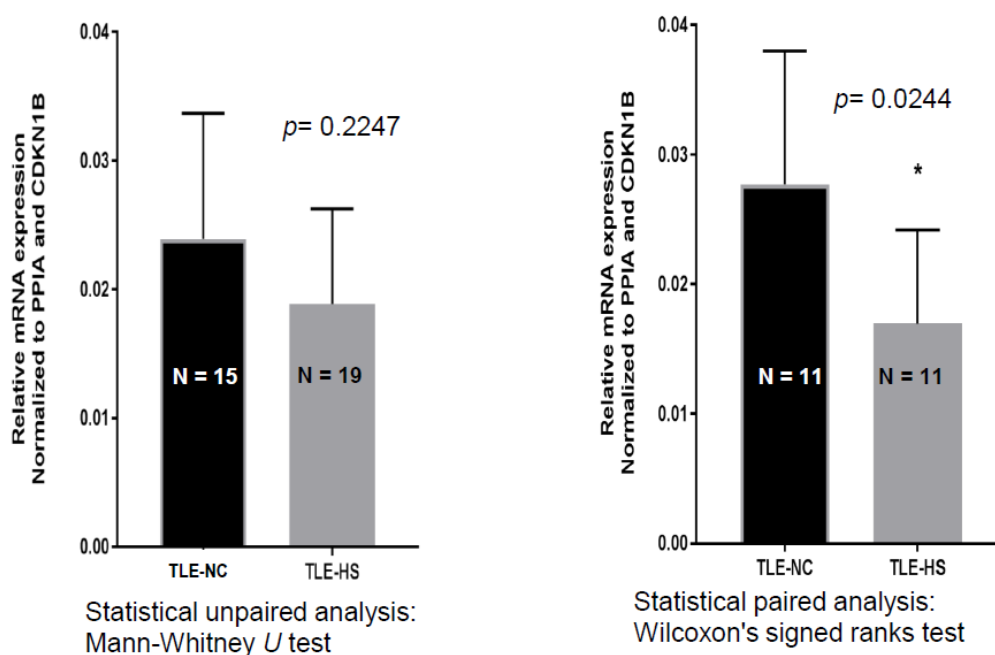 Relative mRNA expression
Normalized to PPIA and CDKN1B
0.04
0.03
0.02
0.01
0.00
p= 0.2247
N = 15
N = 19
TLE-NC
TLE-HS
Statistical unpaired analysis:
Mann-Whitney U test
Relative mRNA expression
Normalized to PPIA and CDKN1B
0.04
0.03
0.02
0.01
0.00
p= 0.0244
*
N = 11
N = 11
TLE-NC
TLE-HS
Statistical paired analysis:
Wilcoxon's signed ranks test